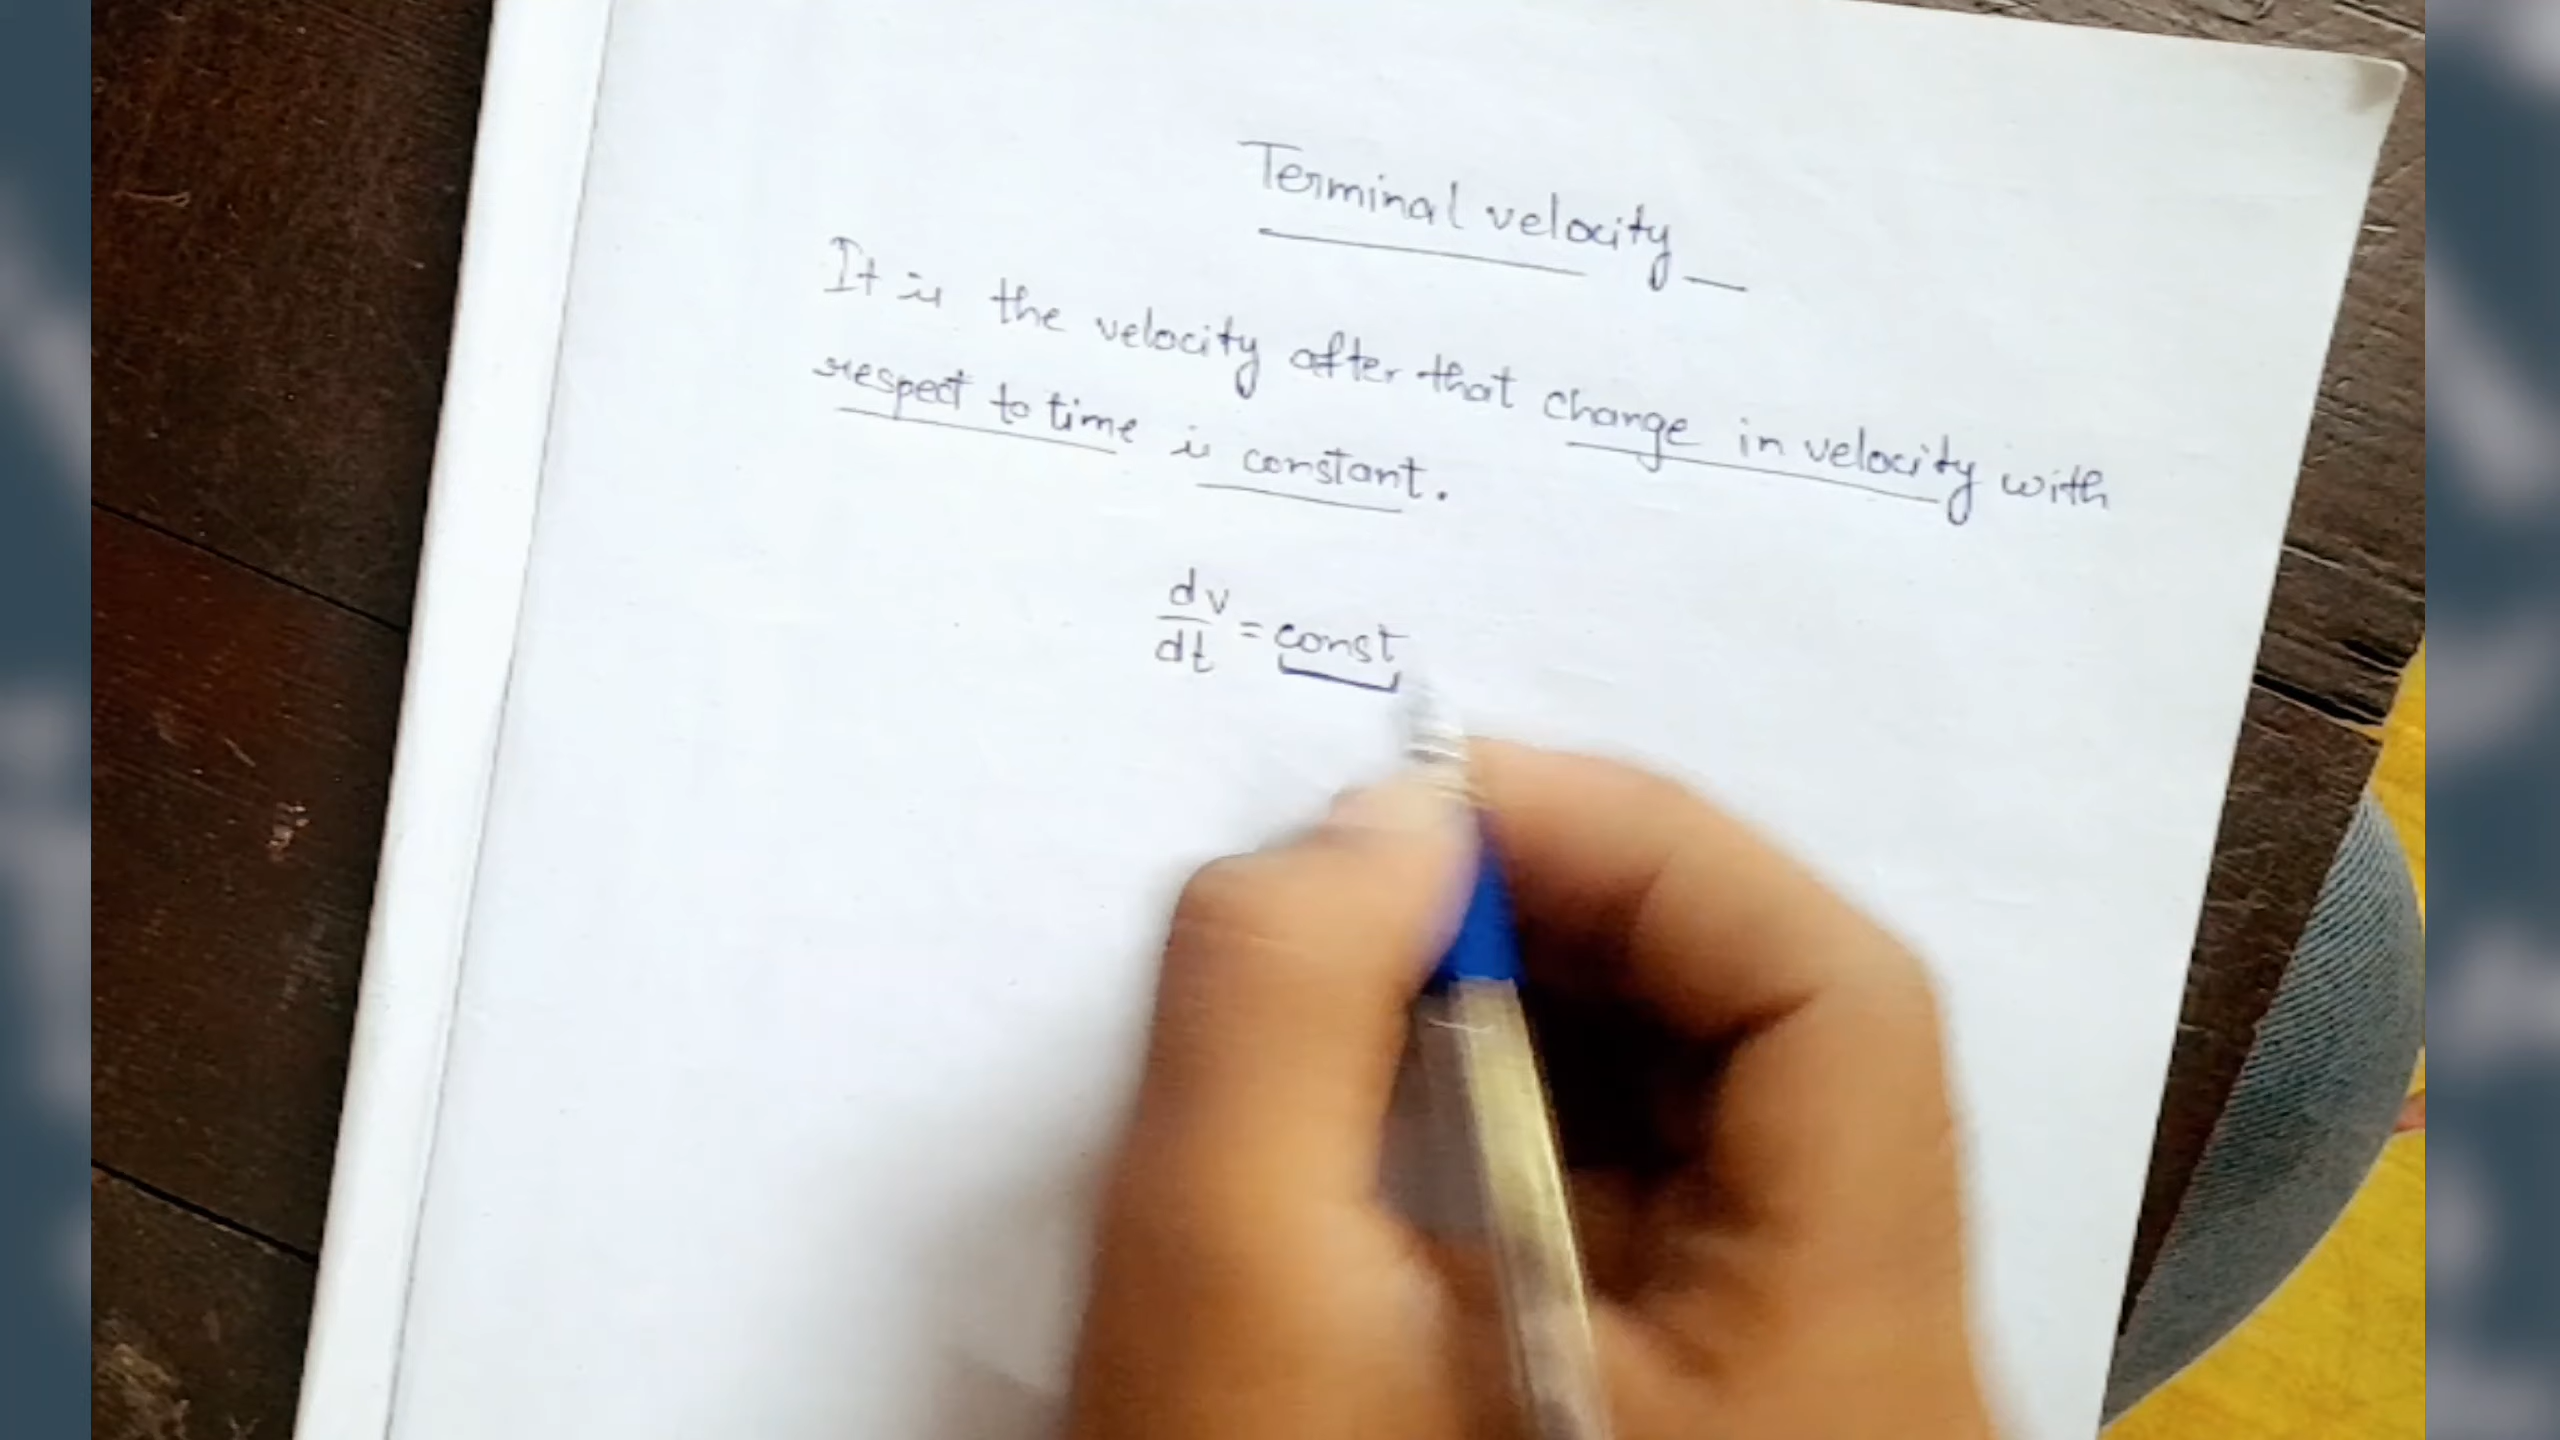 Terminal velocity
It is the velocity after that change in velocity with
respect to time is constant.
dv/dt = const